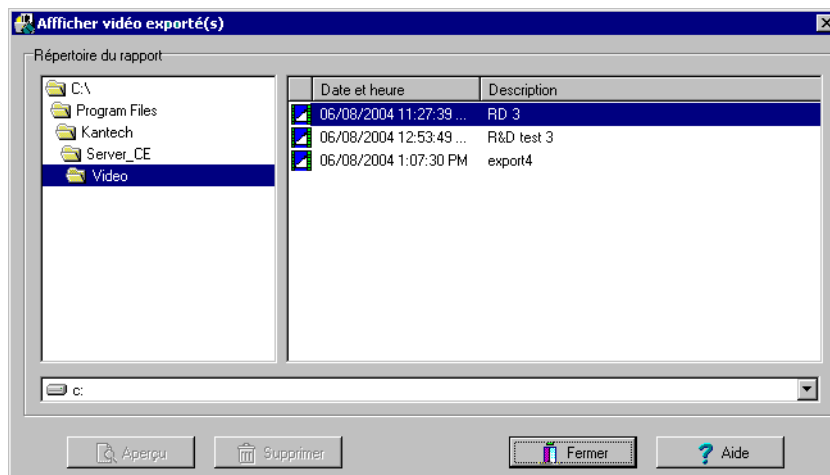 Affficher vidéo exporté(s)
Répertoire du rapport
C:\
Program Files
Kantech
Server_CE
Video
Date et heure Description
06/08/2004 11:27:39 ... RD 3
06/08/2004 12:53:49 ... R&D test 3
06/08/2004 1:07:30 PM export4
c:
Aperçu Supprimer Fermer Aide